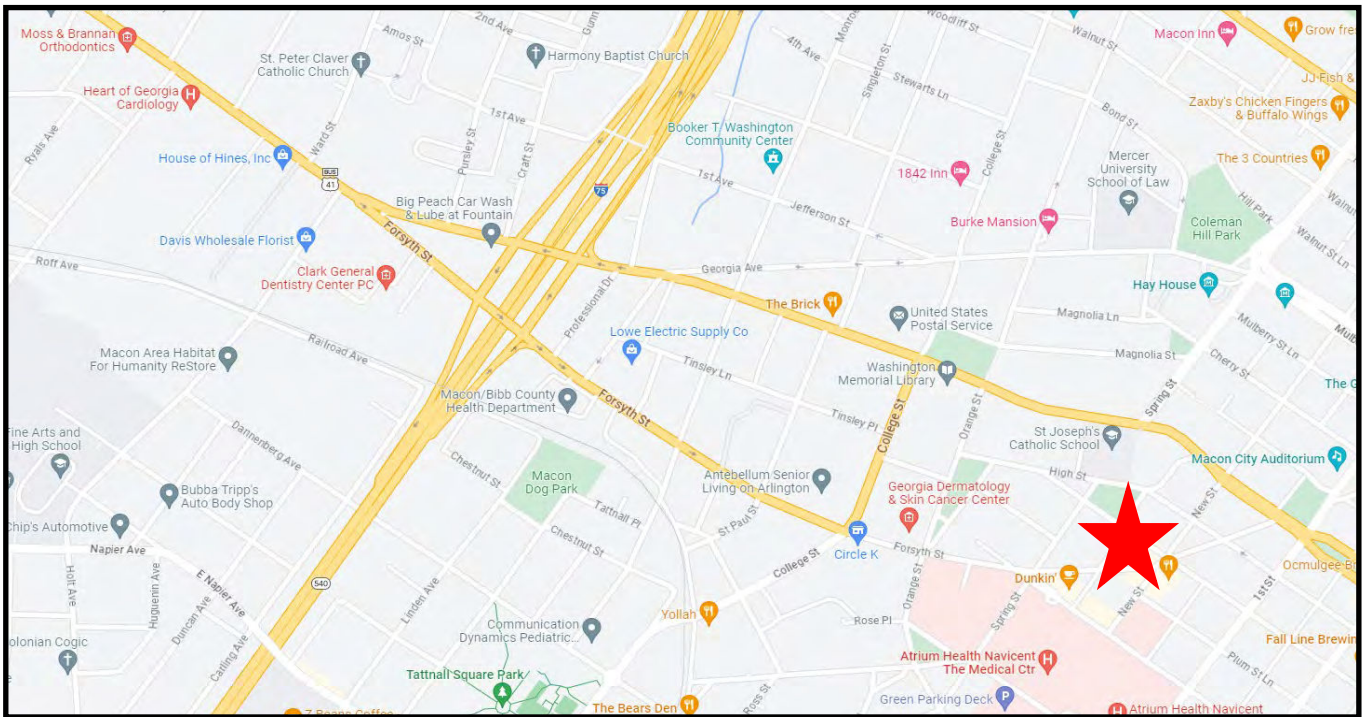 Moss & Brannan
Orthodontics
Amos St
2nd Ave
Harmony Baptist Church
St. Peter Claver
Catholic Church
Heart of Georgia
Cardiology
Ryals Ave
House of Hines, Inc
Ward St
BUS
41
Pursley St
Craft St
1st Ave
75
Big Peach Car Wash
& Lube at Fountain
Davis Wholesale Florist
Forsyth St
Clark General
Dentistry Center PC
Roff Ave
Railroad Ave
Macon Area Habitat
For Humanity ReStore
Professional Dr
Booker T. Washington
Community Center
1st Ave
4th Ave
Monroe
Singleton St
Stewarts Ln
Woodliff St
Walnut St
Macon Inn
Grow fre
JJ Fish &
Zaxby's Chicken Fingers
& Buffalo Wings
Bond St
The 3 Countries
Mercer
University
School of Law
College St
1842 Inn
Jefferson St
Burke Mansion
Hill Park
Coleman
Hill Park
Walnut
Walnut St Ln
Georgia Ave
Hay House
The Brick
United States
Postal Service
Magnolia Ln
Mulberry St Ln
Magnolia St
Cherry St
The G
Lowe Electric Supply Co
Tinsley Ln
Washington
Memorial Library
Spring St
Macon/Bibb County
Health Department
Forsyth St
Tinsley Pl
College St
Orange St
St Joseph's
Catholic School
Macon City Auditorium
High St
Fine Arts and
High School
Dannenberg Ave
Chestnut St
Macon
Dog Park
Tattnall Pl
Antebellum Senior
Living on Arlington
St Paul St
Georgia Dermatology
& Skin Cancer Center
New St
Bubba Tripp's
Auto Body Shop
Chip's Automotive
Napier Ave
Chestnut St
Circle K
College St
Forsyth St
Dunkin'
Ocmulgee Br
E Napier Ave
540
Holt Ave
Huguenin Ave
Duncan Ave
Linden Ave
Yollah
Orange St
Rose Pl
Spring St
New St
1st St
Communication
Dynamics Pediatric...
olonian Cogic
Catling Ave
Tattnall Square Park
Atrium Health Navicent
The Medical Ctr
Fall Line Brewin
Plum St Ln
Z Beans Coffee
The Bears Den
Ross St
Green Parking Deck
Atrium Health Navicent